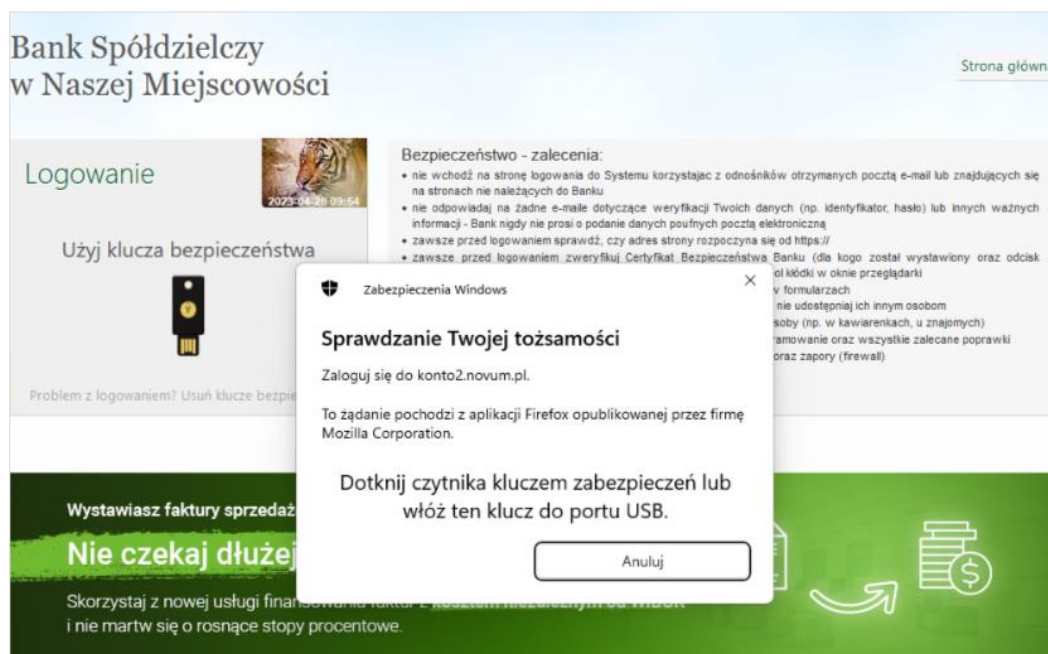 Bank Spółdzielczy
w Naszej Miejscowości
Strona główna
Logowanie
2023-04-26 09:54
Użyj klucza bezpieczeństwa
Problem z logowaniem? Usuń klucze
Bezpieczeństwo - zalecenia:
• nie wchodź na stronę logowania do Systemu korzystajac z odnośników otrzymanych pocztą e-mail lub znajdujących się
na stronach nie należących do Banku
• nie odpowiadaj na żadne e-maile dotyczące weryfikacji Twoich danych (np. identyfikator, hasło) lub innych ważnych
informacji - Bank nigdy nie prosi o podanie danych poufnych pocztą elektroniczną
• zawsze przed logowaniem sprawdź, czy adres strony rozpoczyna się od https://
• zawsze przed logowaniem zweryfikuj Certyfikat Bezpieczeństwa Banku (dla kogo został wystawiony oraz odcisk
kłódki w oknie przeglądarki
w formularzach
nie udostępniaj ich innym osobom
(np. w kawiarenkach, u znajomych)
oraz wszystkie zalecane poprawki
oraz zapory (firewall)
Zabezpieczenia Windows
Sprawdzanie Twojej tożsamości
Zaloguj się do konto2.novum.pl.
To żądanie pochodzi z aplikacji Firefox opublikowanej przez firmę
Mozilla Corporation.
Dotknij czytnika kluczem zabezpieczeń lub
włóż ten klucz do portu USB.
Anuluj
Wystawiasz faktury
Nie czekaj dłużej
Skorzystaj z nowej usługi finansowania faktur z kosztem niezależnym od WIBOR
i nie martw się o rosnące stopy procentowe.